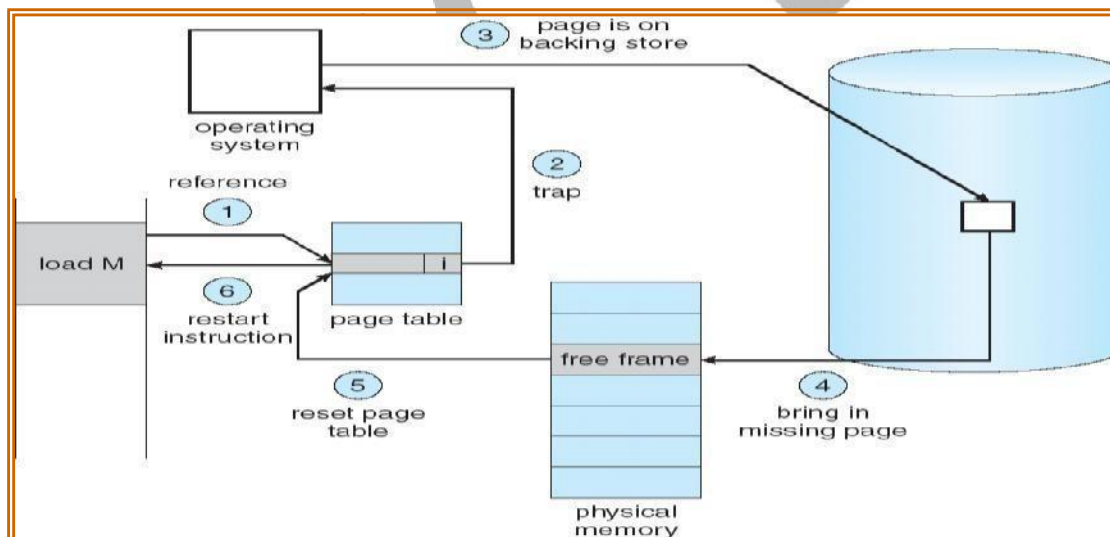 3
page is on
backing store
operating
system
2
trap
reference
1
load M
i
6
restart
instruction
page table
free frame
5
reset page
table
4
bring in
missing page
physical
memory